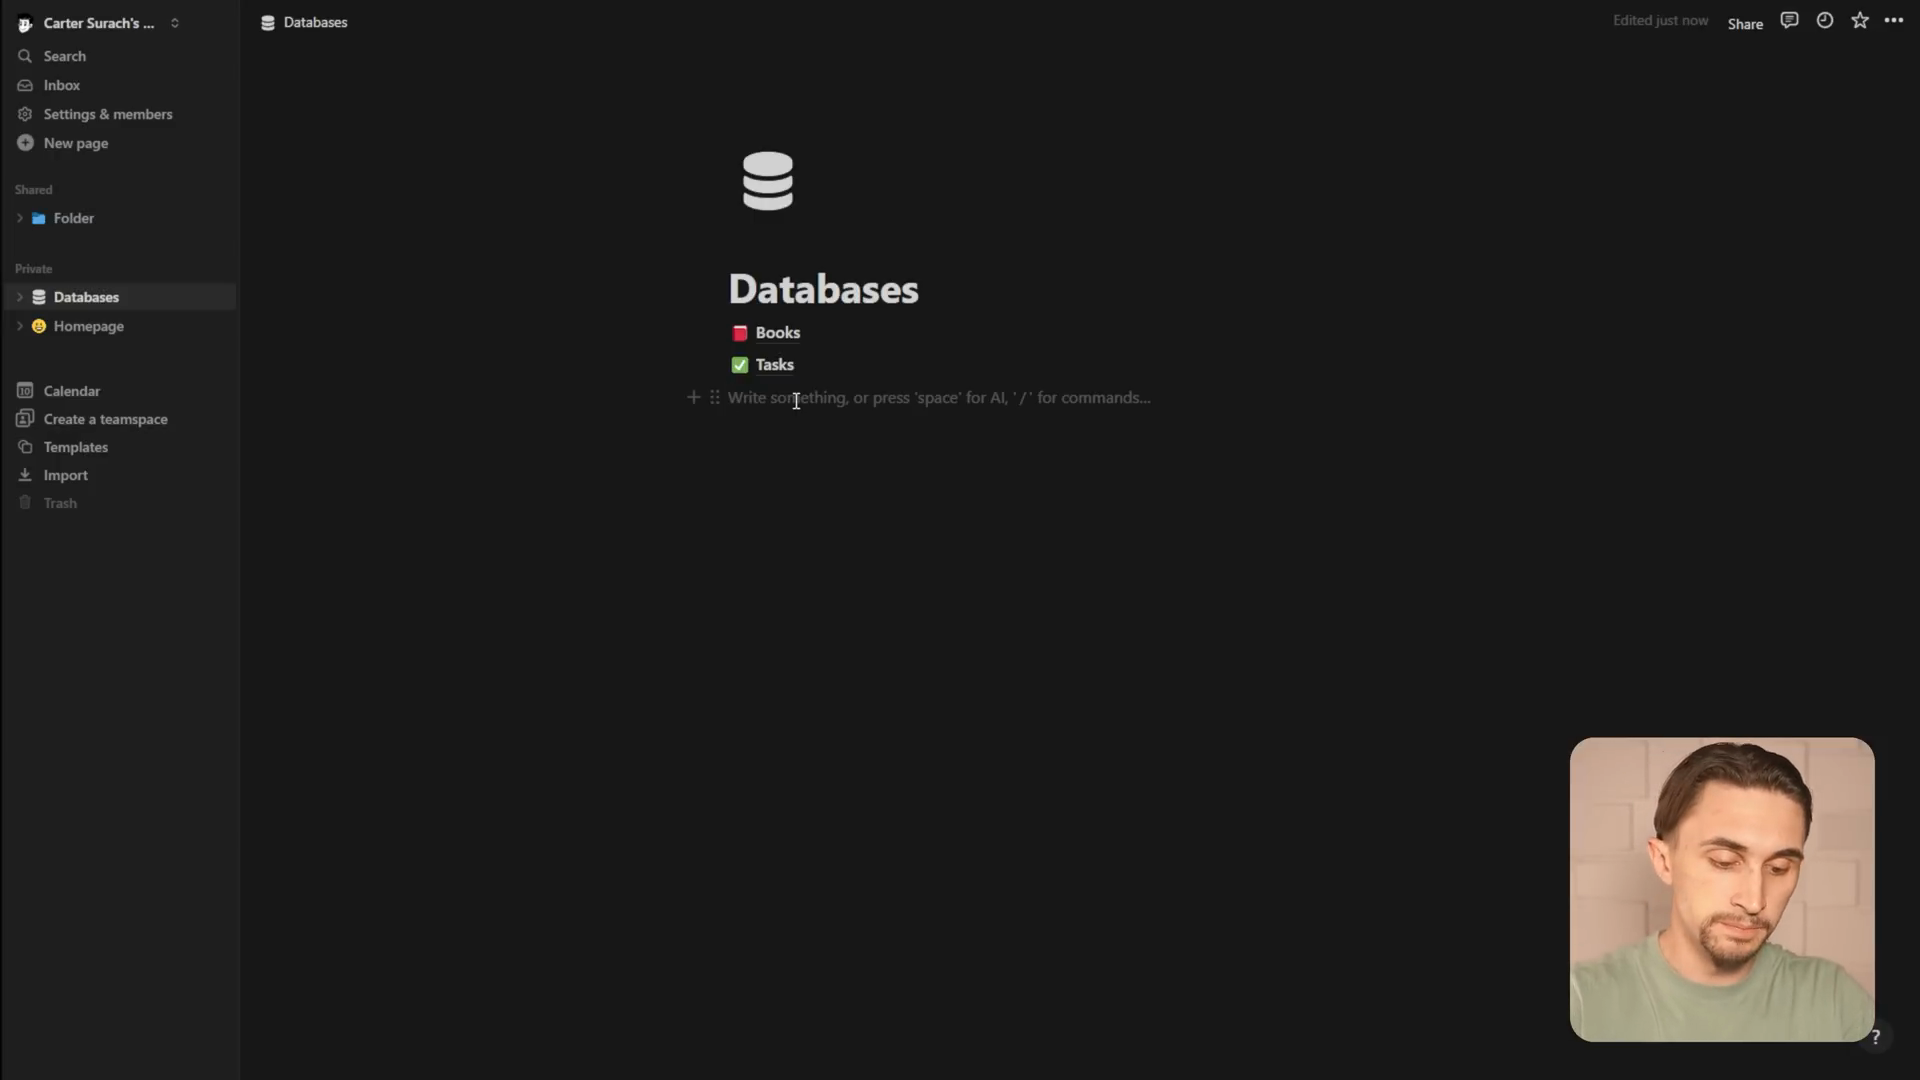 Carter Surach's ...
Search
Inbox
Settings & members
New page
Shared
Folder
Private
Databases
Homepage
10
Calendar
Create a teamspace
Templates
Import
Trash
Databases
Edited just now
Share
Databases
Books
Tasks
Write something, or press 'space' for AI, '/' for commands...
?